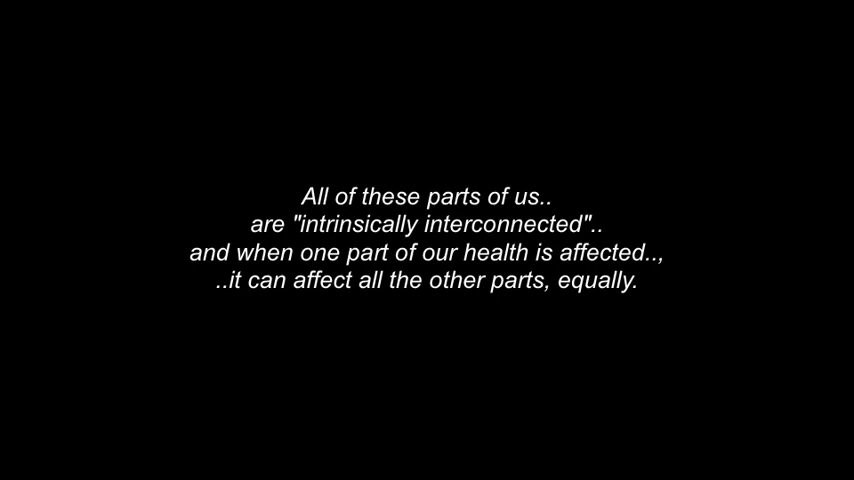 All of these parts of us..
are "intrinsically interconnected"..
and when one part of our health is affected..,
..it can affect all the other parts, equally.